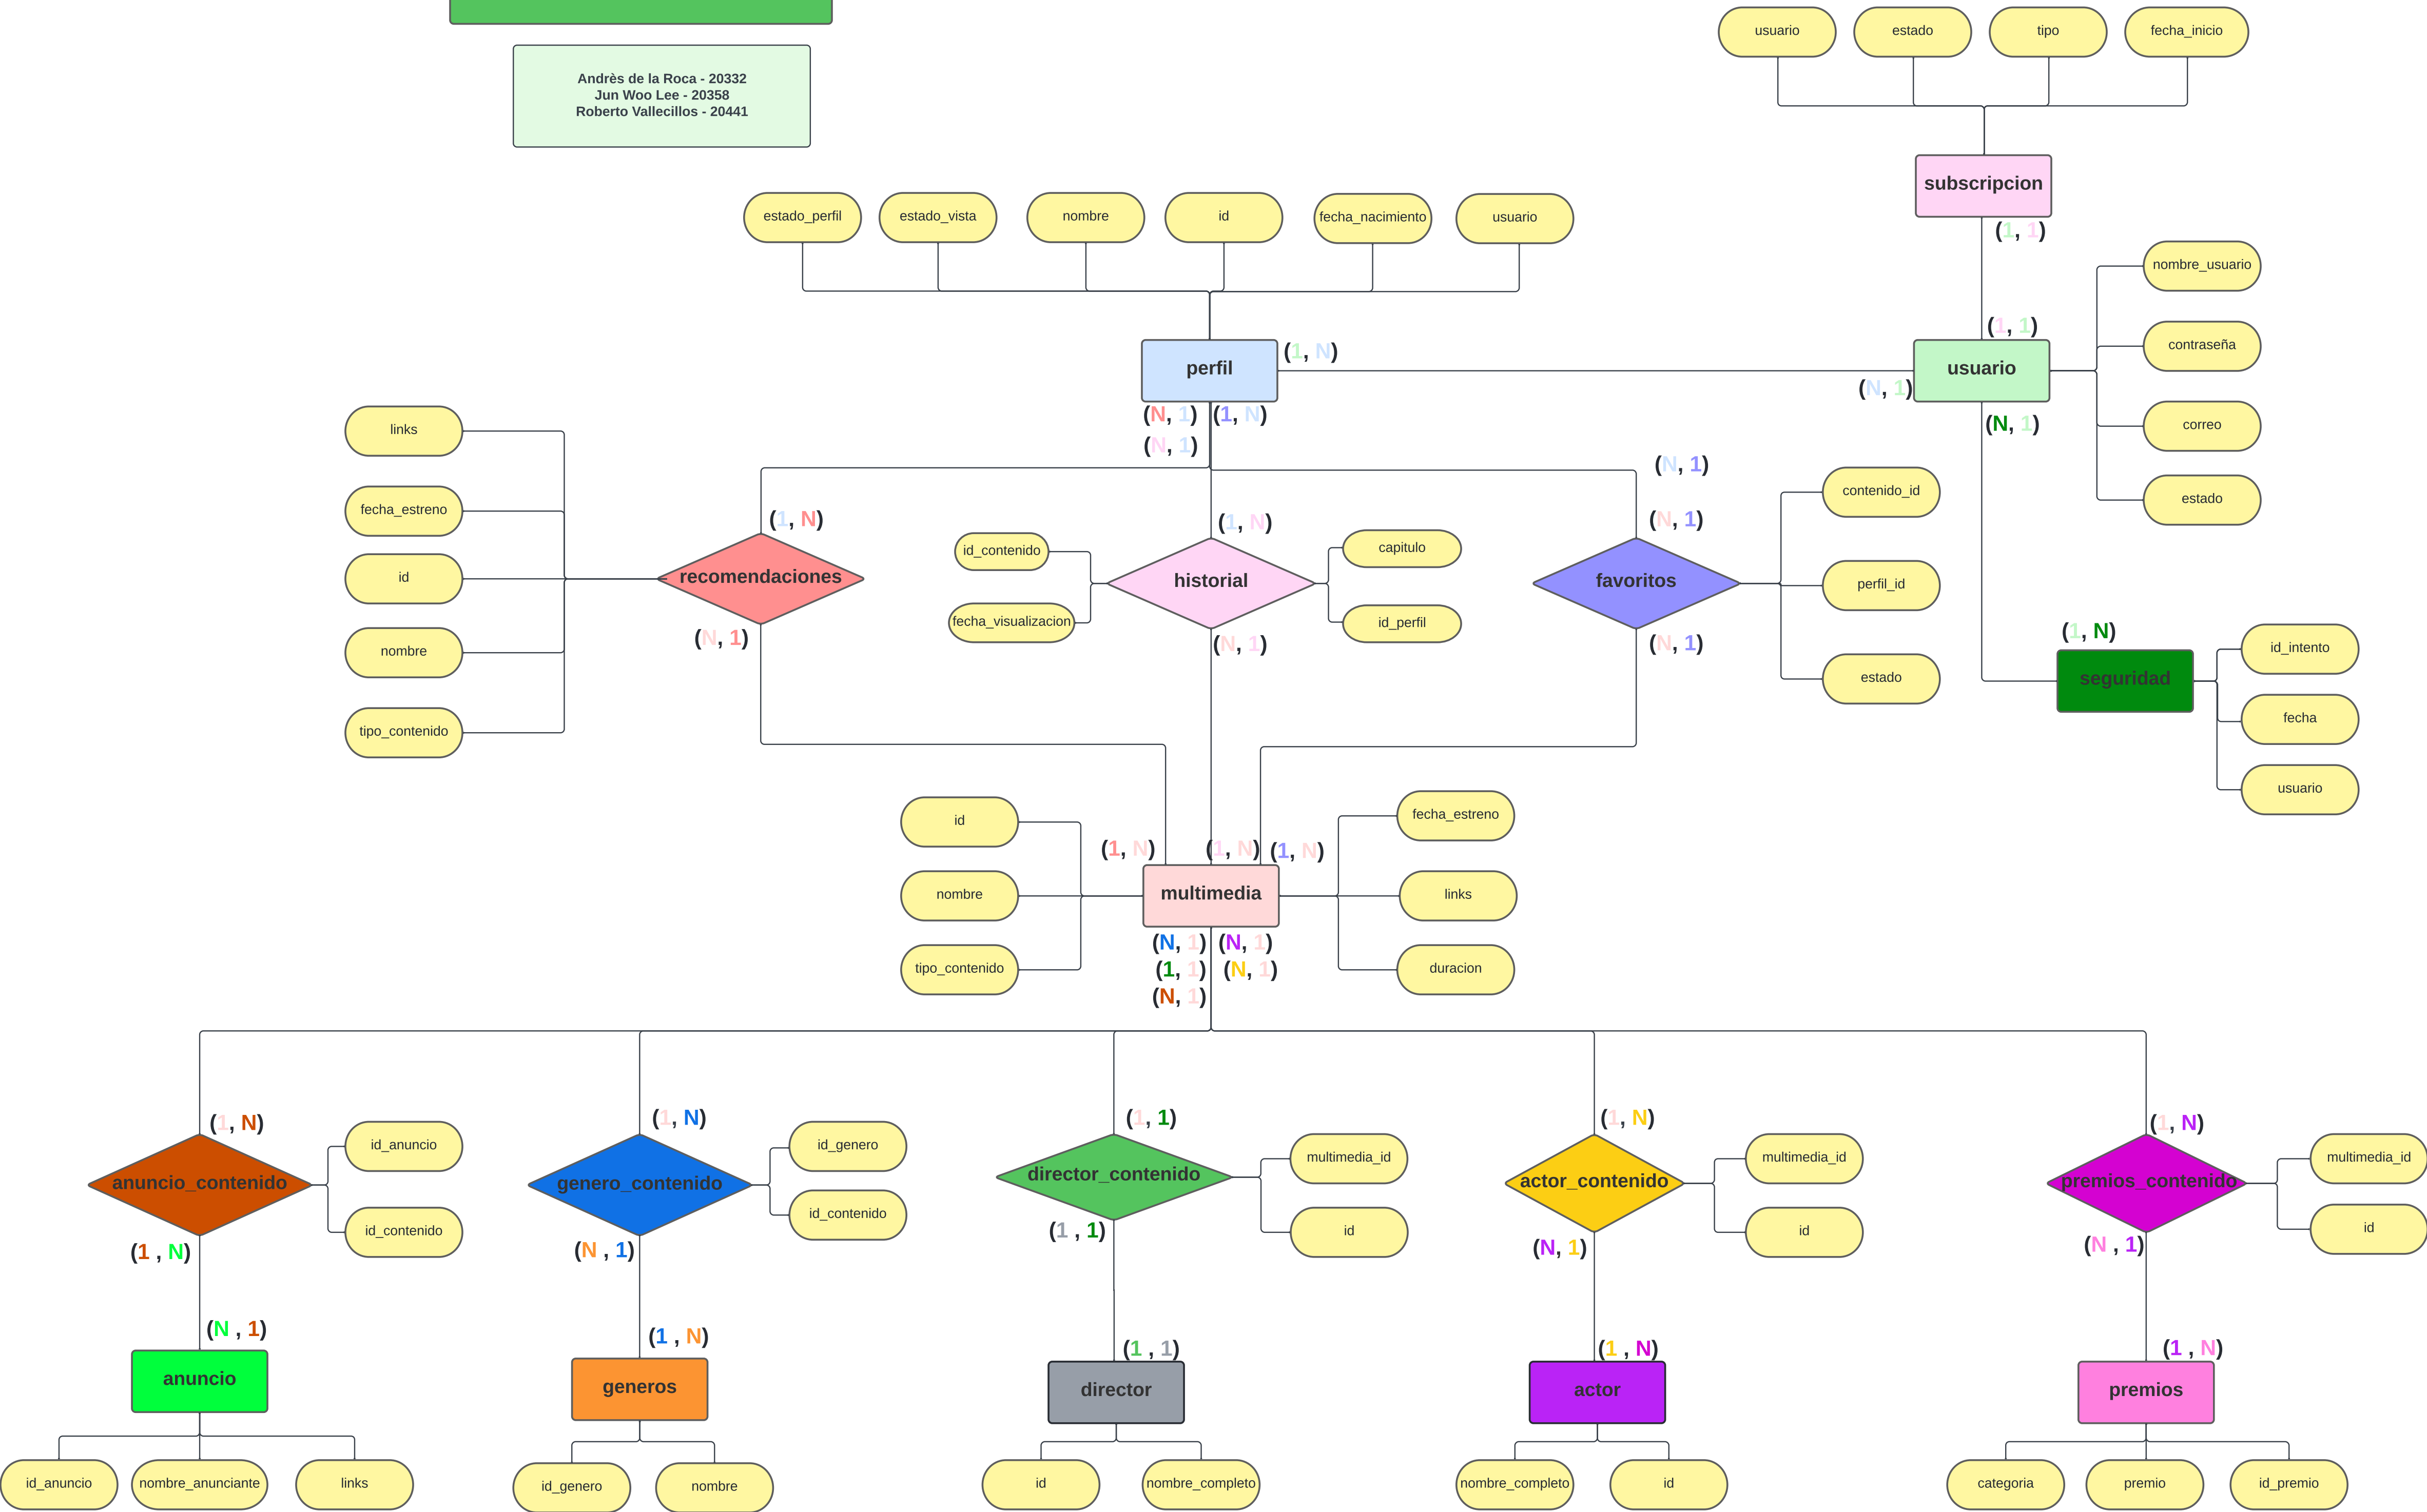 Andrès de la Roca - 20332
Jun Woo Lee - 20358
Roberto Vallecillos - 20441
usuario
estado
tipo
fecha_inicio
subscripcion
(1, 1)
estado_perfil
estado_vista
nombre
id
fecha_nacimiento
usuario
nombre_usuario
contraseña
correo
estado
(1, 1)
perfil
(1, N)
usuario
(N, 1)
(N, 1)
(N, 1)
(1, N)
(N, 1)
links
fecha_estreno
id
nombre
tipo_contenido
(1, N)
recomendaciones
(N, 1)
(1, N)
id_contenido
fecha_visualizacion
historial
capitulo
id_perfil
(N, 1)
(N, 1)
(N, 1)
favoritos
(N, 1)
contenido_id
perfil_id
estado
(1, N)
seguridad
id_intento
fecha
usuario
id
nombre
tipo_contenido
(1, N)
(1, N)
(1, N)
multimedia
fecha_estreno
links
duracion
(N, 1)
(N, 1)
(1, 1)
(N, 1)
(N, 1)
(1, N)
anuncio_contenido
id_anuncio
id_contenido
(1 , N)
(1, N)
genero_contenido
id_genero
id_contenido
(N , 1)
(1, 1)
director_contenido
multimedia_id
id
(1 , 1)
(1, N)
actor_contenido
multimedia_id
id
(N, 1)
(1, N)
premios_contenido
multimedia_id
id
(N , 1)
(N , 1)
anuncio
id_anuncio
nombre_anunciante
links
(1 , N)
generos
id_genero
nombre
(1 , 1)
director
id
nombre_completo
(1 , N)
actor
nombre_completo
id
(1 , N)
premios
categoria
premio
id_premio